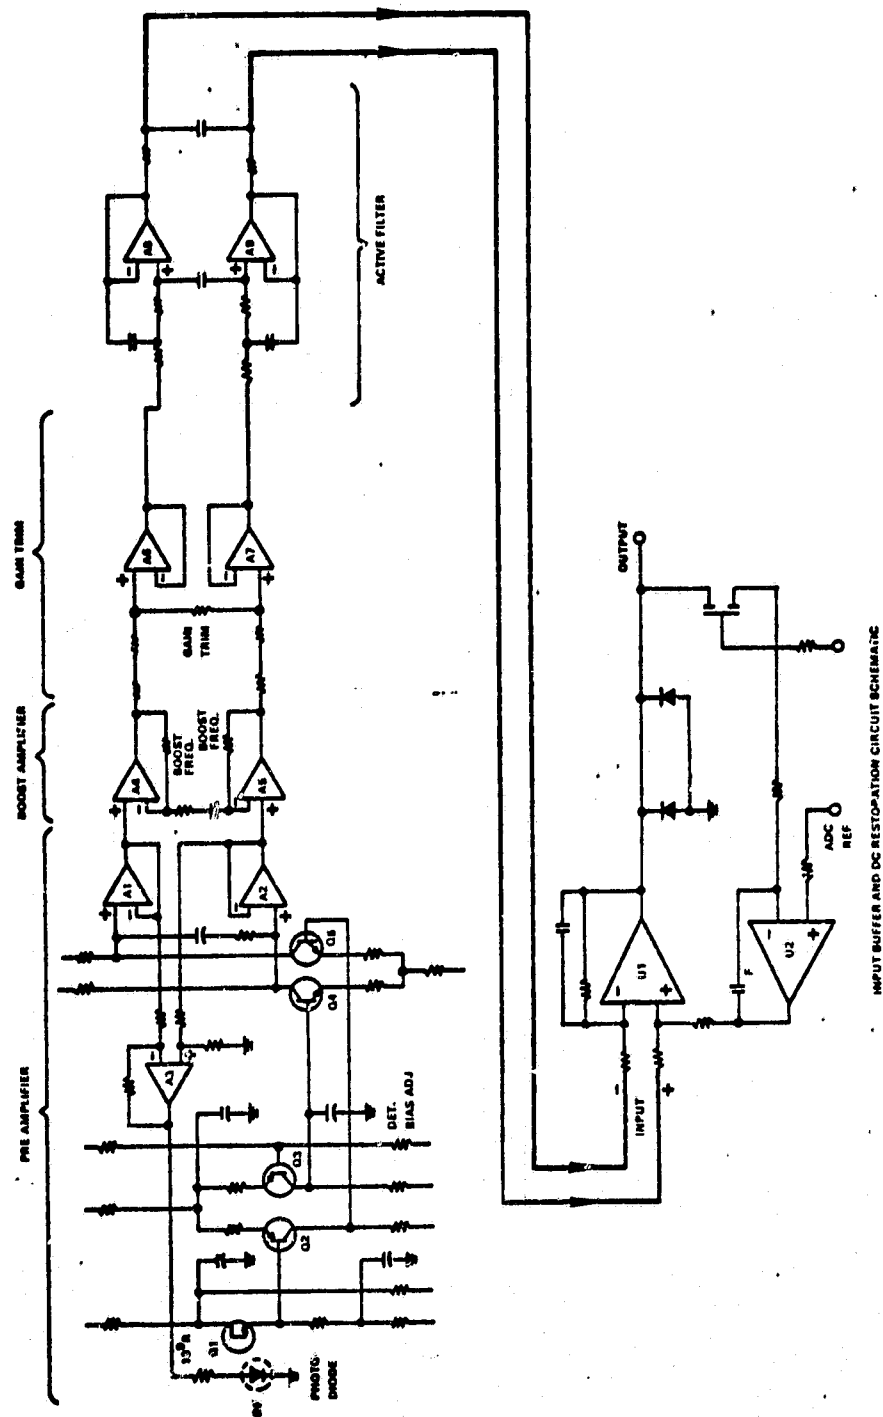 PRE AMPLIFIER
BOOST AMPLIFIER
GAIN TRIM
ACTIVE FILTER
PHOTO
DIODE
Q1
Q2
Q3
DET.
BIAS ADJ
A3
-
Q4
Q5
A1
+
-
A2
-
+
A4
+
-
A5
-
+
BOOST
FREQ.
BOOST
FREQ.
GAIN
TRIM
A6
+
-
A7
-
+
A8
-
+
A9
+
-
INPUT
-
+
U1
-
+
F
U2
-
+
ADC
REF
OUTPUT
INPUT BUFFER AND DC RESTORATION CIRCUIT SCHEMATIC